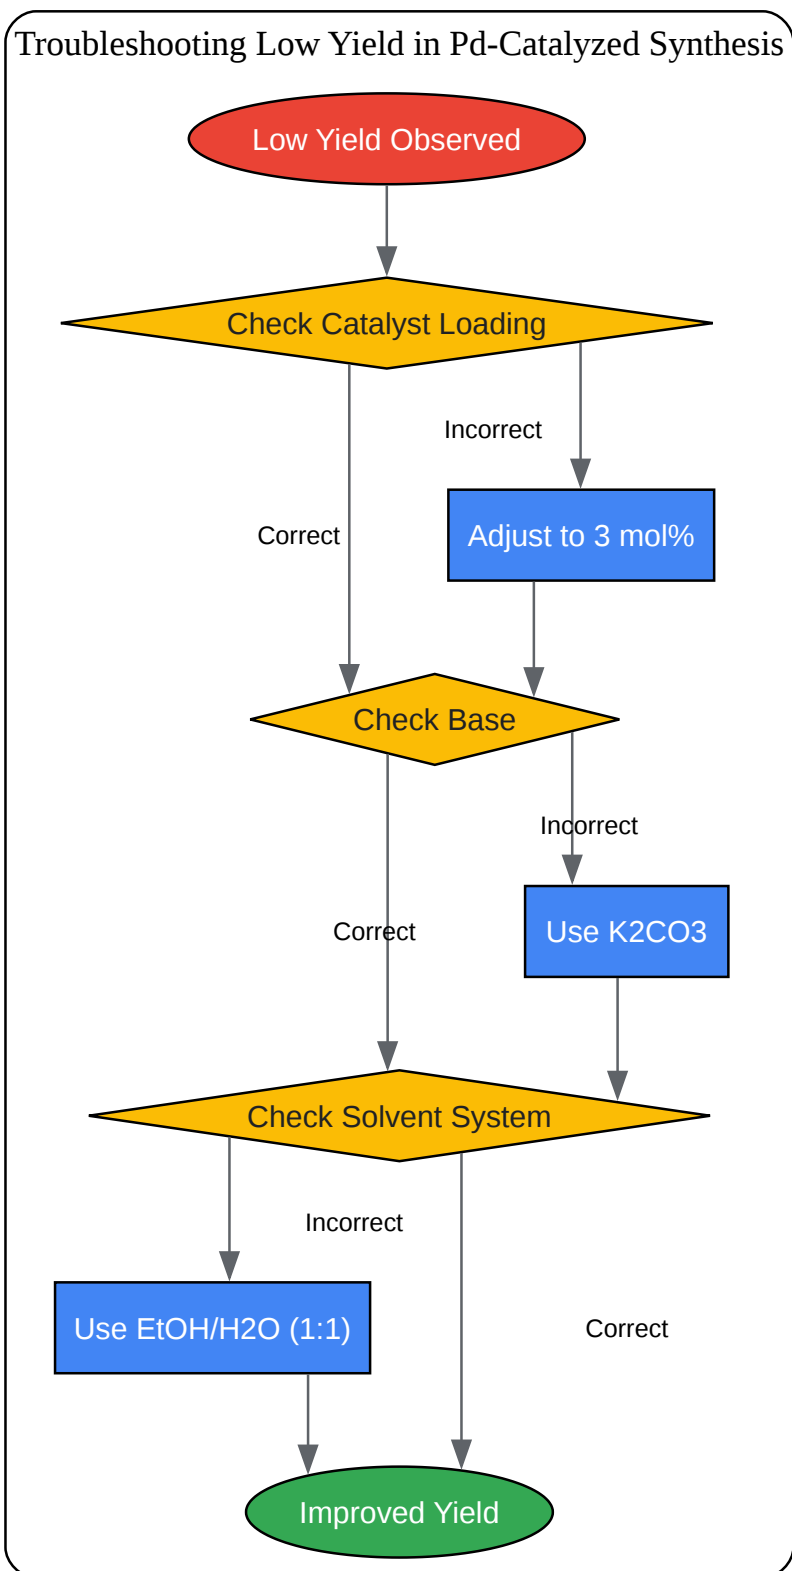 Troubleshooting Low Yield in Pd-Catalyzed Synthesis
Low Yield Observed
Check Catalyst Loading
Incorrect
Correct
Adjust to 3 mol%
Check Base
Incorrect
Correct
Use K2CO3
Check Solvent System
Incorrect
Use EtOH/H2O (1:1)
Correct
Improved Yield